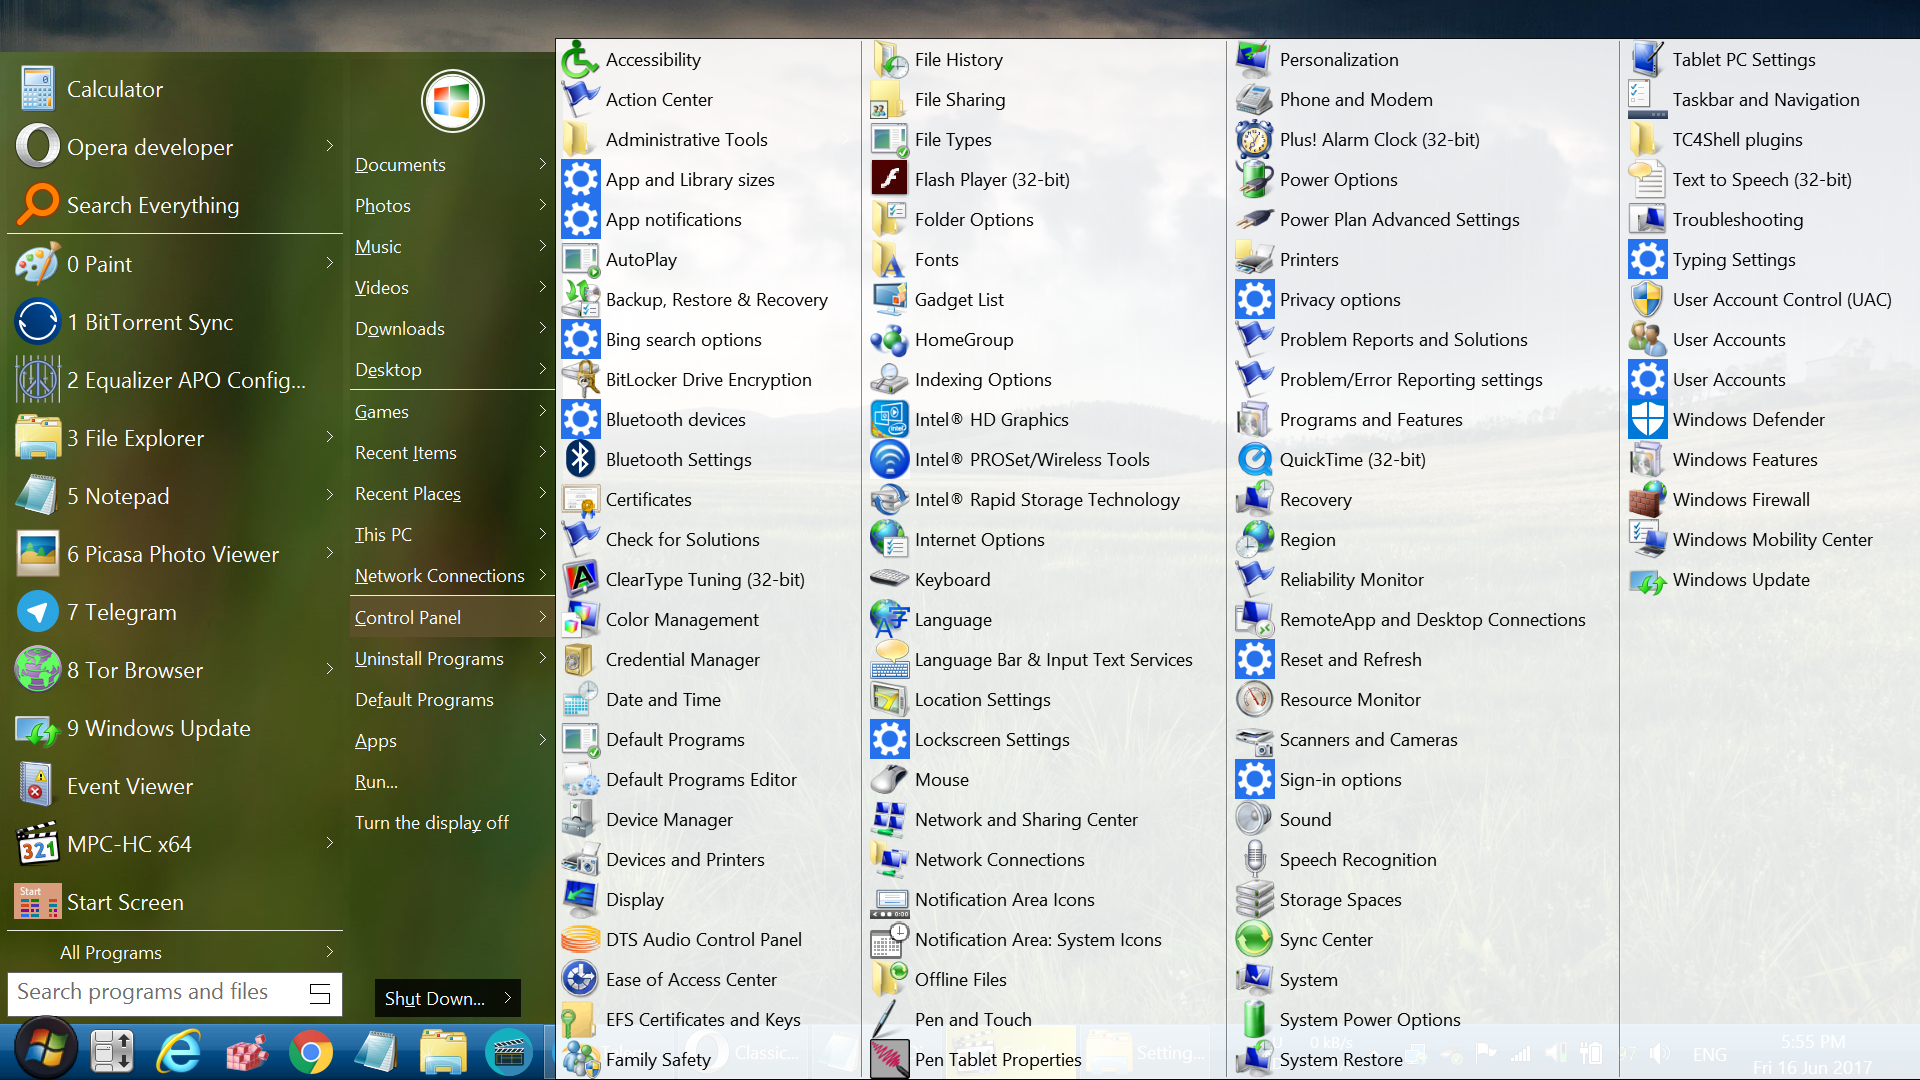 Calculator
Opera developer
Search Everything
0 Paint
1 BitTorrent Sync
2 Equalizer APO Config...
3 File Explorer
5 Notepad
6 Picasa Photo Viewer
7 Telegram
8 Tor Browser
9 Windows Update
Event Viewer
MPC-HC x64
Start Screen
All Programs
Search programs and files
Documents
Photos
Music
Videos
Downloads
Desktop
Games
Recent Items
Recent Places
This PC
Network Connections
Control Panel
Uninstall Programs
Default Programs
Apps
Run...
Turn the display off
Shut Down...
Accessibility
Action Center
Administrative Tools
App and Library sizes
App notifications
AutoPlay
Backup, Restore & Recovery
Bing search options
BitLocker Drive Encryption
Bluetooth devices
Bluetooth Settings
Certificates
Check for Solutions
ClearType Tuning (32-bit)
Color Management
Credential Manager
Date and Time
Default Programs
Default Programs Editor
Device Manager
Devices and Printers
Display
DTS Audio Control Panel
Ease of Access Center
EFS Certificates and Keys
Family Safety
File History
File Sharing
File Types
Flash Player (32-bit)
Folder Options
Fonts
Gadget List
HomeGroup
Indexing Options
Intel® HD Graphics
Intel® PROSet/Wireless Tools
Intel® Rapid Storage Technology
Internet Options
Keyboard
Language
Language Bar & Input Text Services
Location Settings
Lockscreen Settings
Mouse
Network and Sharing Center
Network Connections
Notification Area Icons
Notification Area: System Icons
Offline Files
Pen and Touch
Pen Tablet Properties
Personalization
Phone and Modem
Plus! Alarm Clock (32-bit)
Power Options
Power Plan Advanced Settings
Printers
Privacy options
Problem Reports and Solutions
Problem/Error Reporting settings
Programs and Features
QuickTime (32-bit)
Recovery
Region
Reliability Monitor
RemoteApp and Desktop Connections
Reset and Refresh
Resource Monitor
Scanners and Cameras
Sign-in options
Sound
Speech Recognition
Storage Spaces
Sync Center
System
System Power Options
System Restore
Tablet PC Settings
Taskbar and Navigation
TC4Shell plugins
Text to Speech (32-bit)
Troubleshooting
Typing Settings
User Account Control (UAC)
User Accounts
User Accounts
Windows Defender
Windows Features
Windows Firewall
Windows Mobility Center
Windows Update
Classic...
Setting...
0 kB/s
97
ENG
5:55 PM
Fri 16 Jun 2017